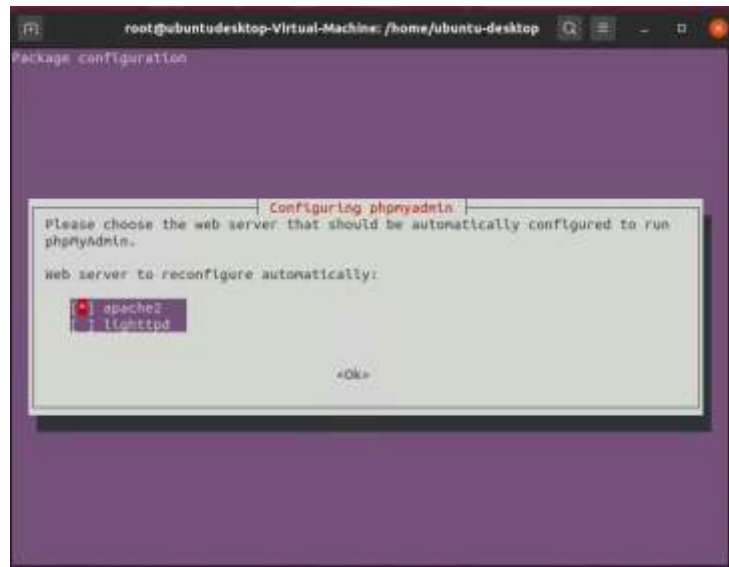 root@ubuntudesktop-Virtual-Machine: /home/ubuntu-desktop
Package configuration
Configuring phpmyadmin
Please choose the web server that should be automatically configured to run
phpMyAdmin.
Web server to reconfigure automatically:
[*] apache2
[ ] lighttpd
<Ok>